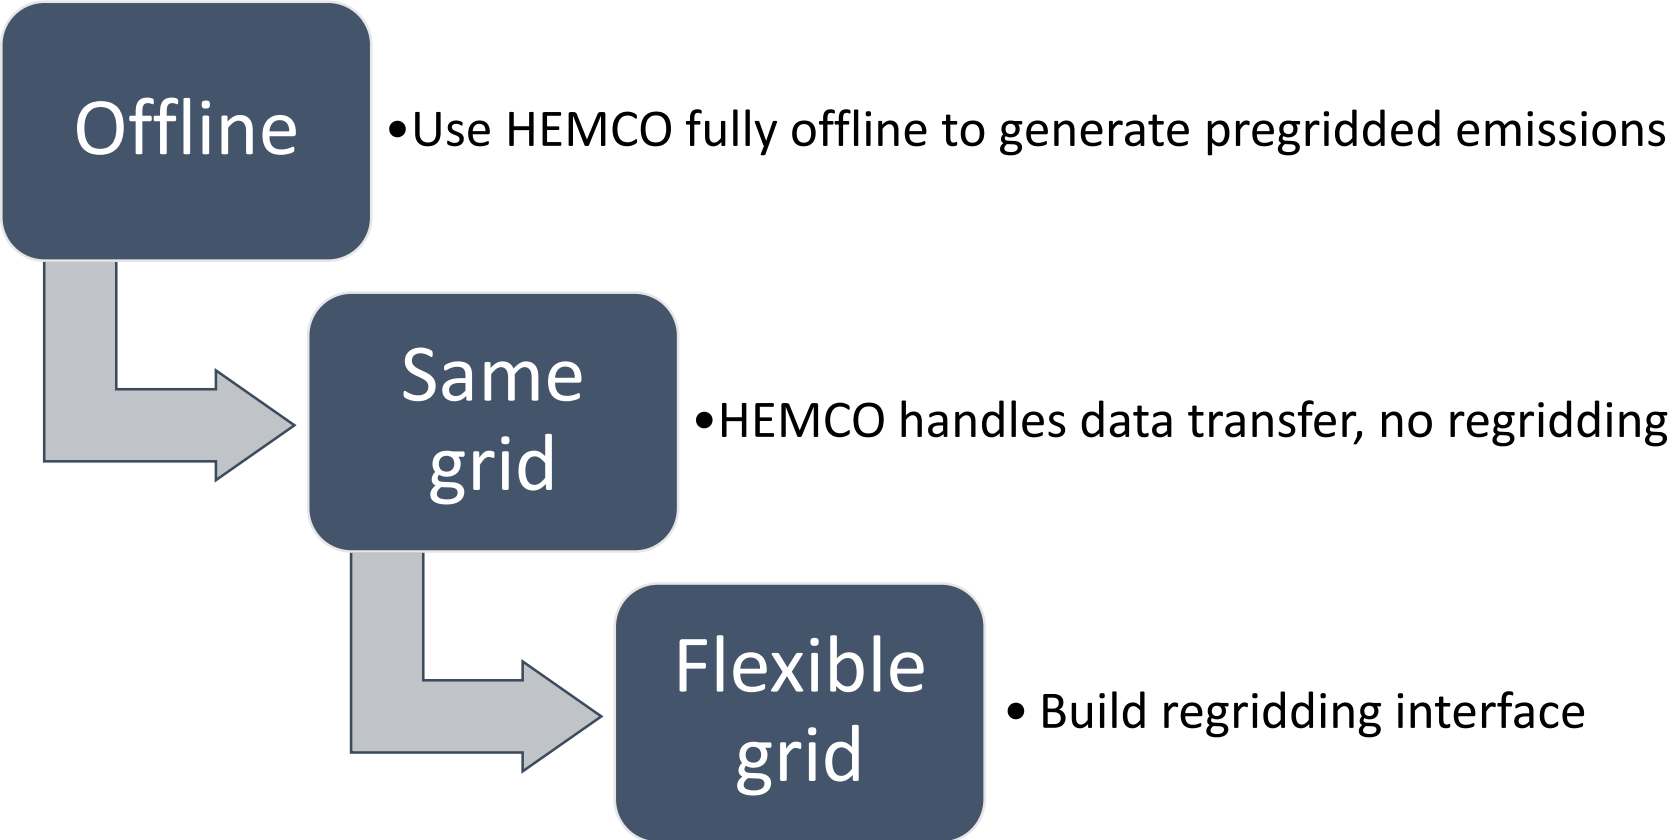 Offline
•Use HEMCO fully offline to generate pregridded emissions
Same
grid
•HEMCO handles data transfer, no regridding
Flexible
grid
• Build regridding interface